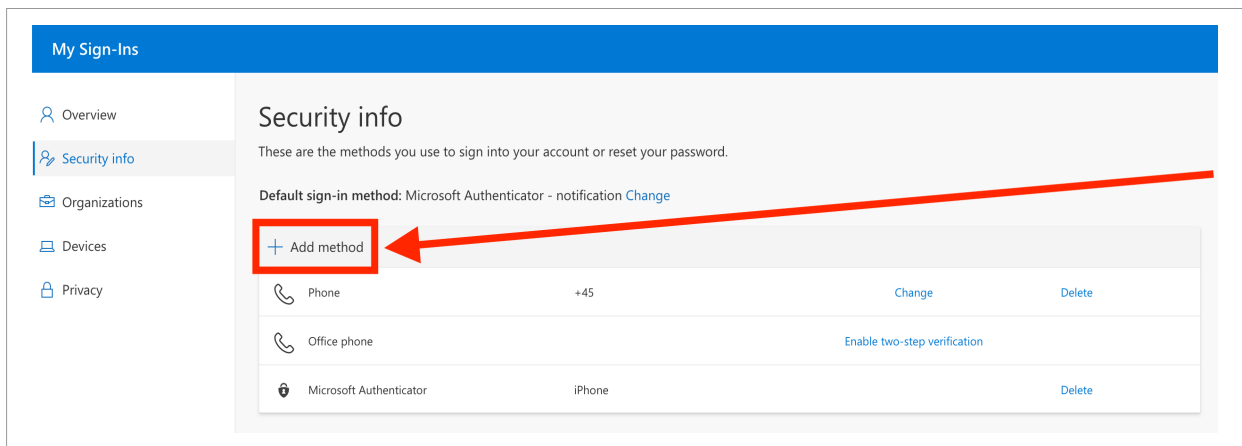 My Sign-Ins
Overview
Security info
Organizations
Devices
Privacy
Security info
These are the methods you use to sign into your account or reset your password.
Default sign-in method: Microsoft Authenticator - notification Change
Add method
Phone +45 Change Delete
Office phone Enable two-step verification
Microsoft Authenticator iPhone Delete